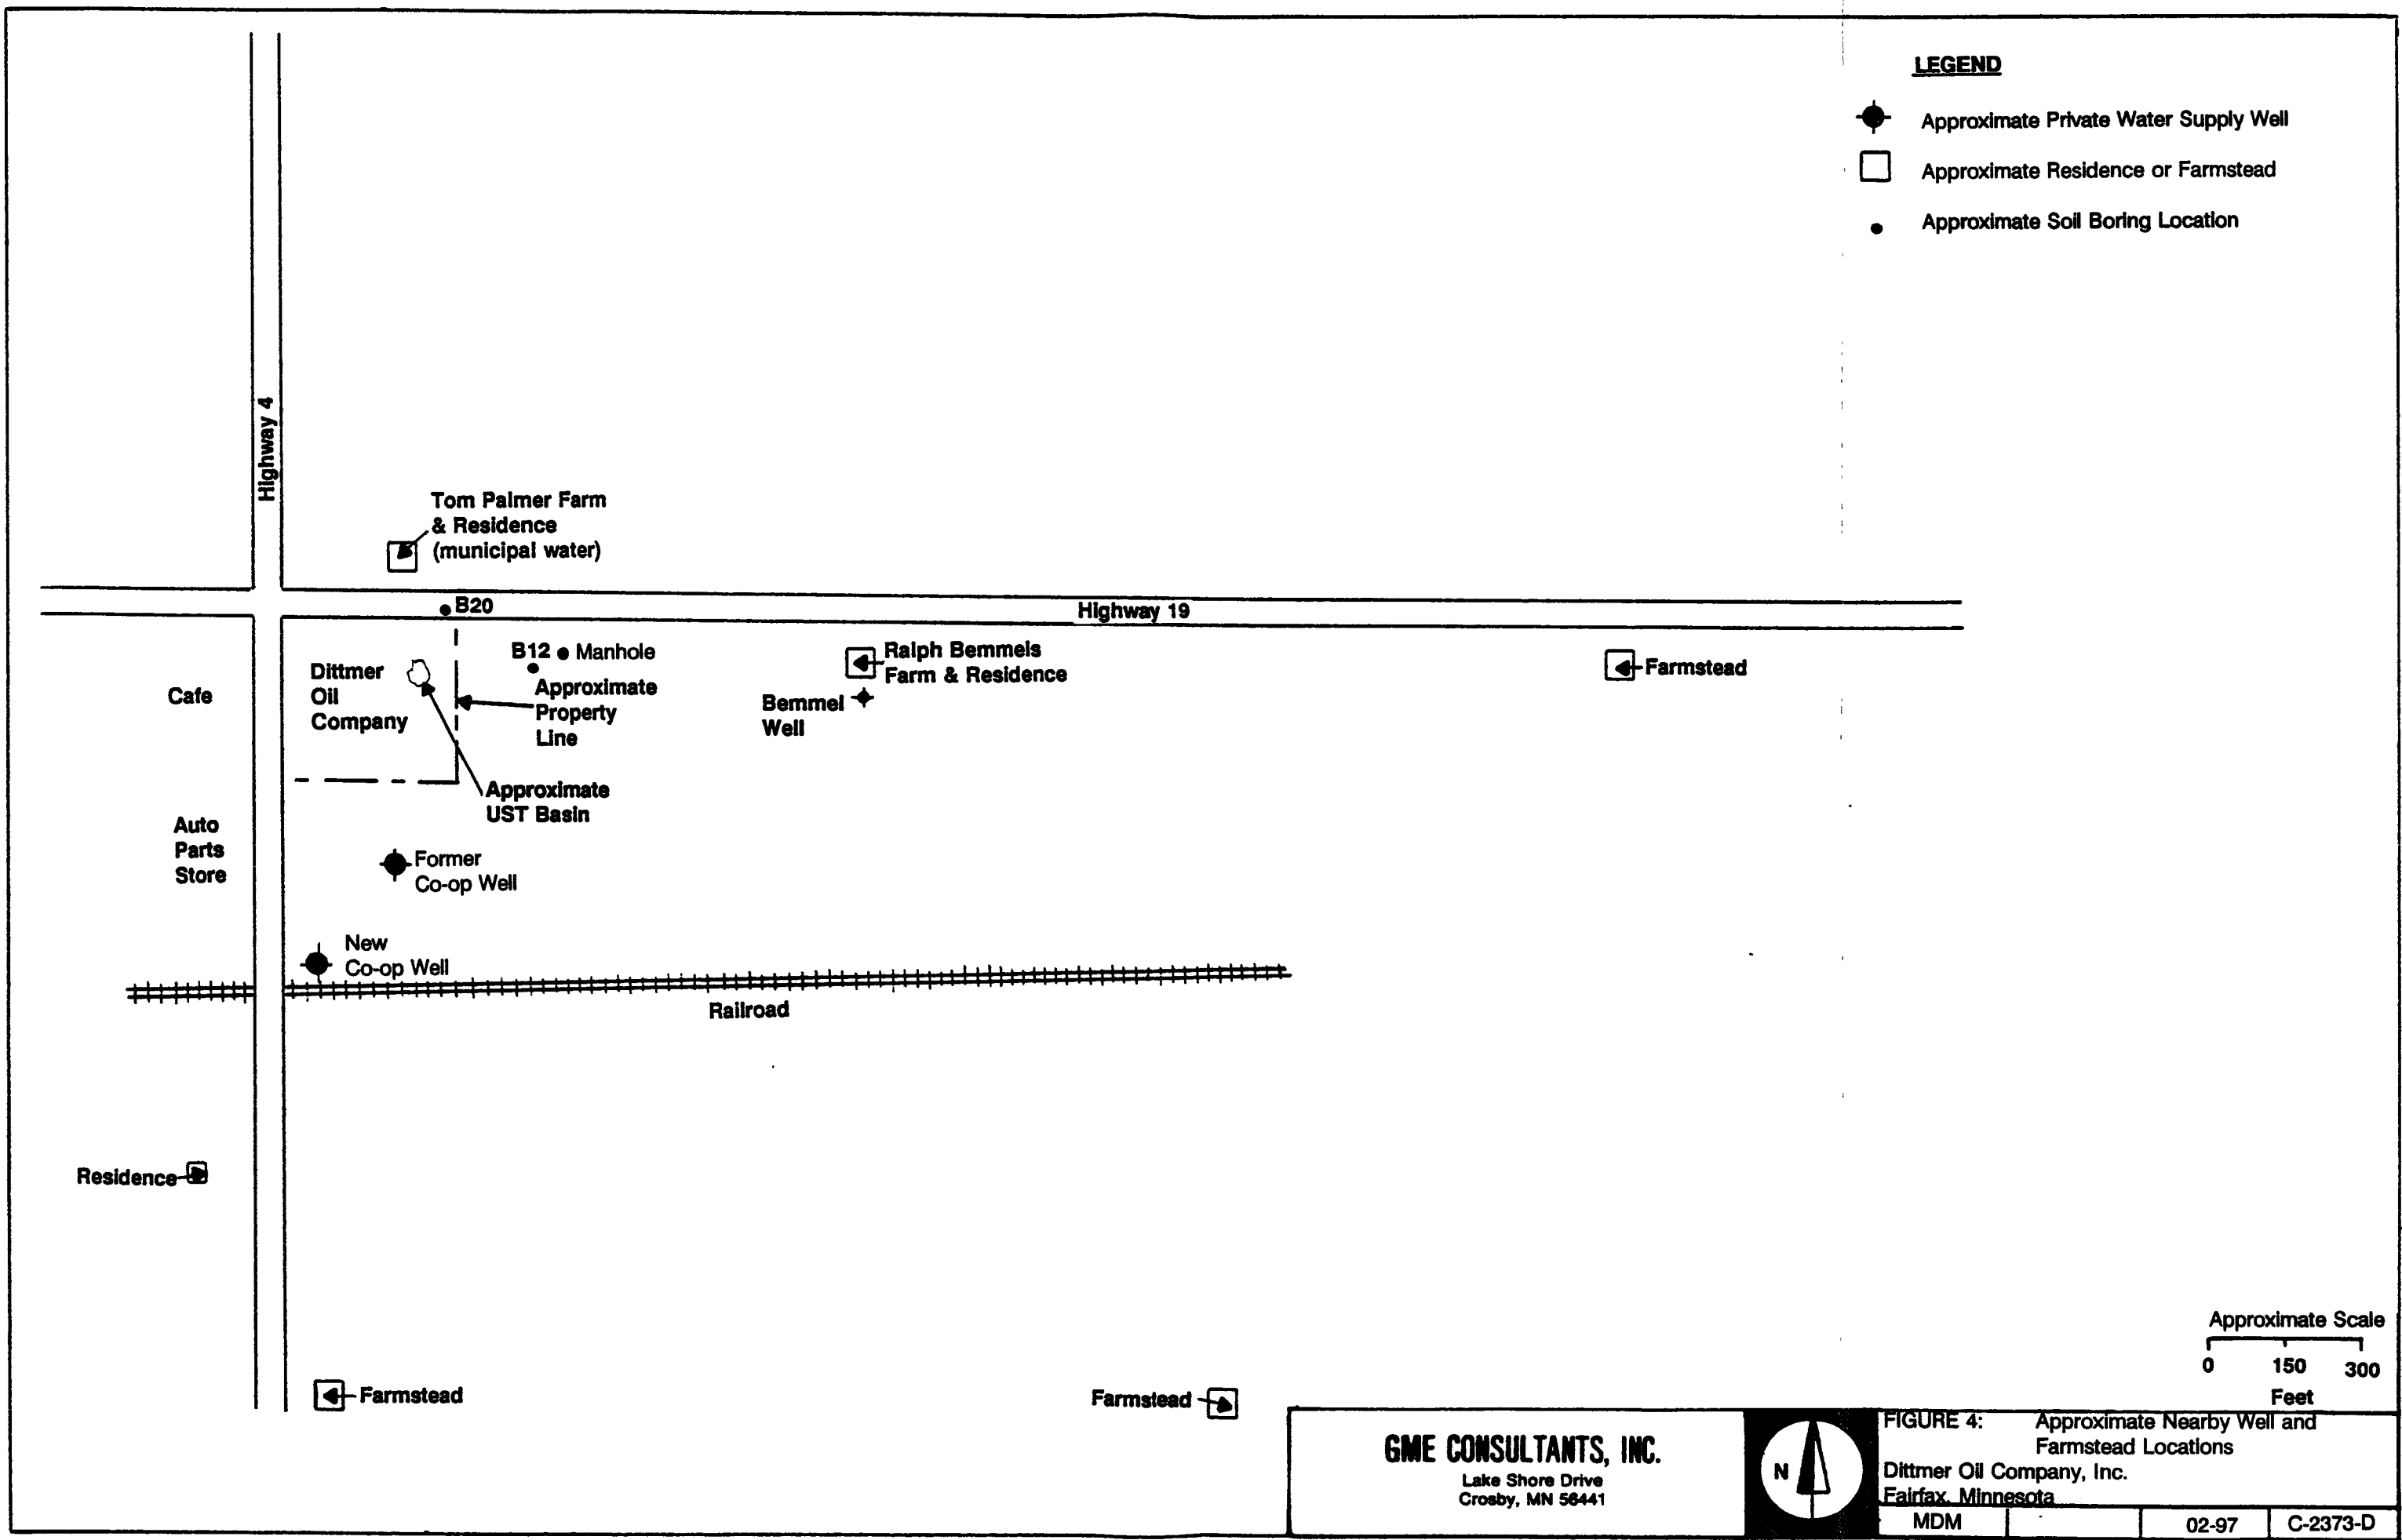 LEGEND
Approximate Private Water Supply Well
Approximate Residence or Farmstead
Approximate Soil Boring Location
Highway 4
Tom Palmer Farm
& Residence
(municipal water)
B20
Highway 19
B12
Manhole
Dittmer
Oil
Company
Cafe
Approximate
Property
Line
Ralph Bemmels
Farm & Residence
Bemmel
Well
Farmstead
Approximate
UST Basin
Auto
Parts
Store
Former
Co-op Well
New
Co-op Well
Railroad
Residence
Farmstead
Farmstead
Approximate Scale
0 150 300
Feet
GME CONSULTANTS, INC.
Lake Shore Drive
Crosby, MN 56441
N
FIGURE 4: Approximate Nearby Well and
Farmstead Locations
Dittmer Oil Company, Inc.
Fairfax, Minnesota
MDM 02-97 C-2373-D